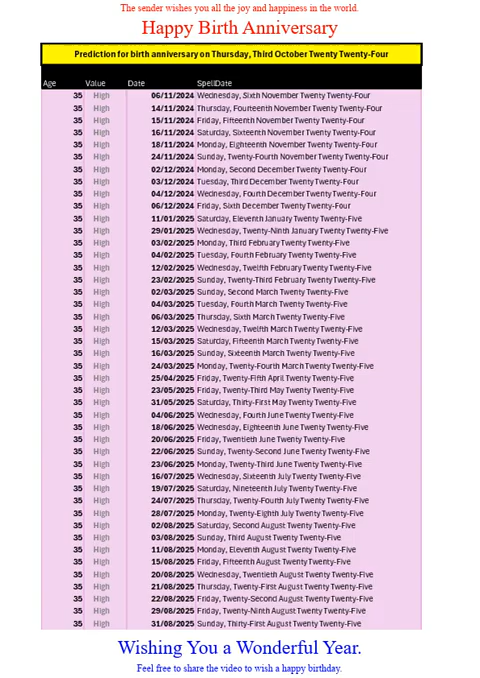 The sender wishes you all the joy and happiness in the world.
Happy Birth Anniversary
Prediction for birth anniversary on Thursday, Third October Twenty Twenty-Four
Age Value Date SpellDate
35 High 06/11/2024 Wednesday, Sixth November Twenty Twenty-Four
35 High 14/11/2024 Thursday, Fourteenth November Twenty Twenty-Four
35 High 15/11/2024 Friday, Fifteenth November Twenty Twenty-Four
35 High 16/11/2024 Saturday, Sixteenth November Twenty Twenty-Four
35 High 18/11/2024 Monday, Eighteenth November Twenty Twenty-Four
35 High 24/11/2024 Sunday, Twenty-Fourth November Twenty Twenty-Four
35 High 02/12/2024 Monday, Second December Twenty Twenty-Four
35 High 03/12/2024 Tuesday, Third December Twenty Twenty-Four
35 High 04/12/2024 Wednesday, Fourth December Twenty Twenty-Four
35 High 06/12/2024 Friday, Sixth December Twenty Twenty-Four
35 High 11/01/2025 Saturday, Eleventh January Twenty Twenty-Five
35 High 29/01/2025 Wednesday, Twenty-Ninth January Twenty Twenty-Five
35 High 03/02/2025 Monday, Third February Twenty Twenty-Five
35 High 04/02/2025 Tuesday, Fourth February Twenty Twenty-Five
35 High 12/02/2025 Wednesday, Twelfth February Twenty Twenty-Five
35 High 23/02/2025 Sunday, Twenty-Third February Twenty Twenty-Five
35 High 02/03/2025 Sunday, Second March Twenty Twenty-Five
35 High 04/03/2025 Tuesday, Fourth March Twenty Twenty-Five
35 High 06/03/2025 Thursday, Sixth March Twenty Twenty-Five
35 High 12/03/2025 Wednesday, Twelfth March Twenty Twenty-Five
35 High 15/03/2025 Saturday, Fifteenth March Twenty Twenty-Five
35 High 16/03/2025 Sunday, Sixteenth March Twenty Twenty-Five
35 High 24/03/2025 Monday, Twenty-Fourth March Twenty Twenty-Five
35 High 25/04/2025 Friday, Twenty-Fifth April Twenty Twenty-Five
35 High 23/05/2025 Friday, Twenty-Third May Twenty Twenty-Five
35 High 31/05/2025 Saturday, Thirty-First May Twenty Twenty-Five
35 High 04/06/2025 Wednesday, Fourth June Twenty Twenty-Five
35 High 18/06/2025 Wednesday, Eighteenth June Twenty Twenty-Five
35 High 20/06/2025 Friday, Twentieth June Twenty Twenty-Five
35 High 22/06/2025 Sunday, Twenty-Second June Twenty Twenty-Five
35 High 23/06/2025 Monday, Twenty-Third June Twenty Twenty-Five
35 High 16/07/2025 Wednesday, Sixteenth July Twenty Twenty-Five
35 High 19/07/2025 Saturday, Nineteenth July Twenty Twenty-Five
35 High 24/07/2025 Thursday, Twenty-Fourth July Twenty Twenty-Five
35 High 28/07/2025 Monday, Twenty-Eighth July Twenty Twenty-Five
35 High 02/08/2025 Saturday, Second August Twenty Twenty-Five
35 High 03/08/2025 Sunday, Third August Twenty Twenty-Five
35 High 11/08/2025 Monday, Eleventh August Twenty Twenty-Five
35 High 15/08/2025 Friday, Fifteenth August Twenty Twenty-Five
35 High 20/08/2025 Wednesday, Twentieth August Twenty Twenty-Five
35 High 21/08/2025 Thursday, Twenty-First August Twenty Twenty-Five
35 High 22/08/2025 Friday, Twenty-Second August Twenty Twenty-Five
35 High 29/08/2025 Friday, Twenty-Ninth August Twenty Twenty-Five
35 High 31/08/2025 Sunday, Thirty-First August Twenty Twenty-Five
Wishing You a Wonderful Year.
Feel free to share the video to wish a happy birthday.